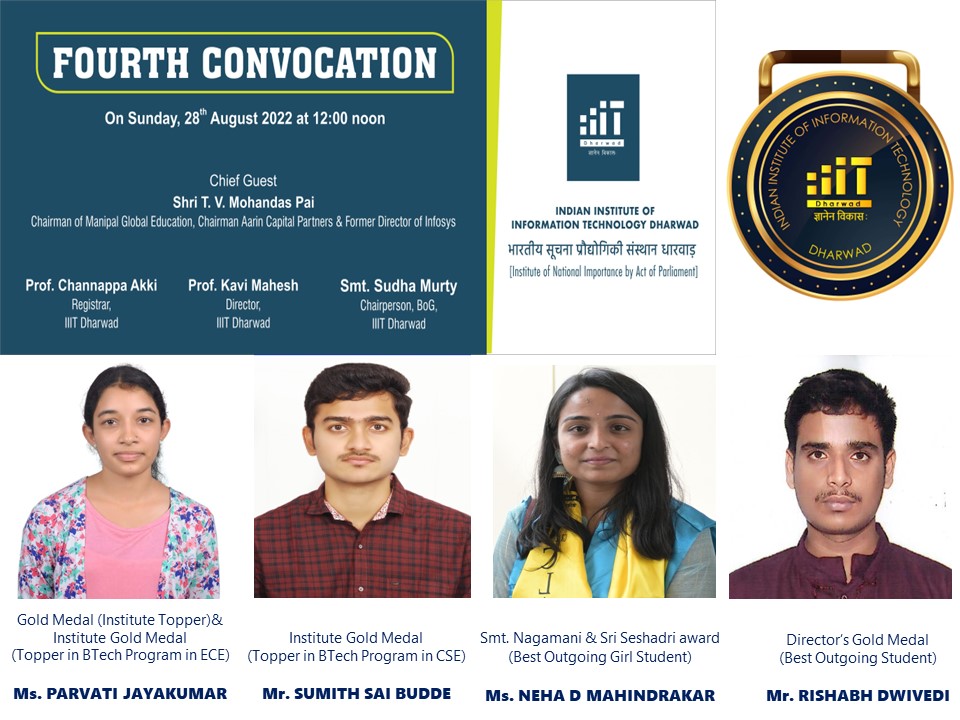 FOURTH CONVOCATION
On Sunday, 28th August 2022 at 12:00 noon
Chief Guest
Shri T. V. Mohandas Pai
Chairman of Manipal Global Education, Chairman Aarin Capital Partners & Former Director of Infosys
Prof. Channappa Akki
Registrar,
IIIT Dharwad
Prof. Kavi Mahesh
Director,
IIIT Dharwad
Smt. Sudha Murty
Chairperson, BoG,
IIIT Dharwad
IIIT
Dharwad
ज्ञानेन विकासः
INDIAN INSTITUTE OF
INFORMATION TECHNOLOGY DHARWAD
भारतीय सूचना प्रौद्योगिकी संस्थान धारवाड़
[Institute of National Importance by Act of Parliament]
INDIAN INSTITUTE OF INFORMATION TECHNOLOGY
IIIT
Dharwad
ज्ञानेन विकासः
DHARWAD
Gold Medal (Institute Topper)&
Institute Gold Medal
(Topper in BTech Program in ECE)
Ms. PARVATI JAYAKUMAR
Institute Gold Medal
(Topper in BTech Program in CSE)
Mr. SUMITH SAI BUDDE
Smt. Nagamani & Sri Seshadri award
(Best Outgoing Girl Student)
Ms. NEHA D MAHINDRAKAR
Director's Gold Medal
(Best Outgoing Student)
Mr. RISHABH DWIVEDI